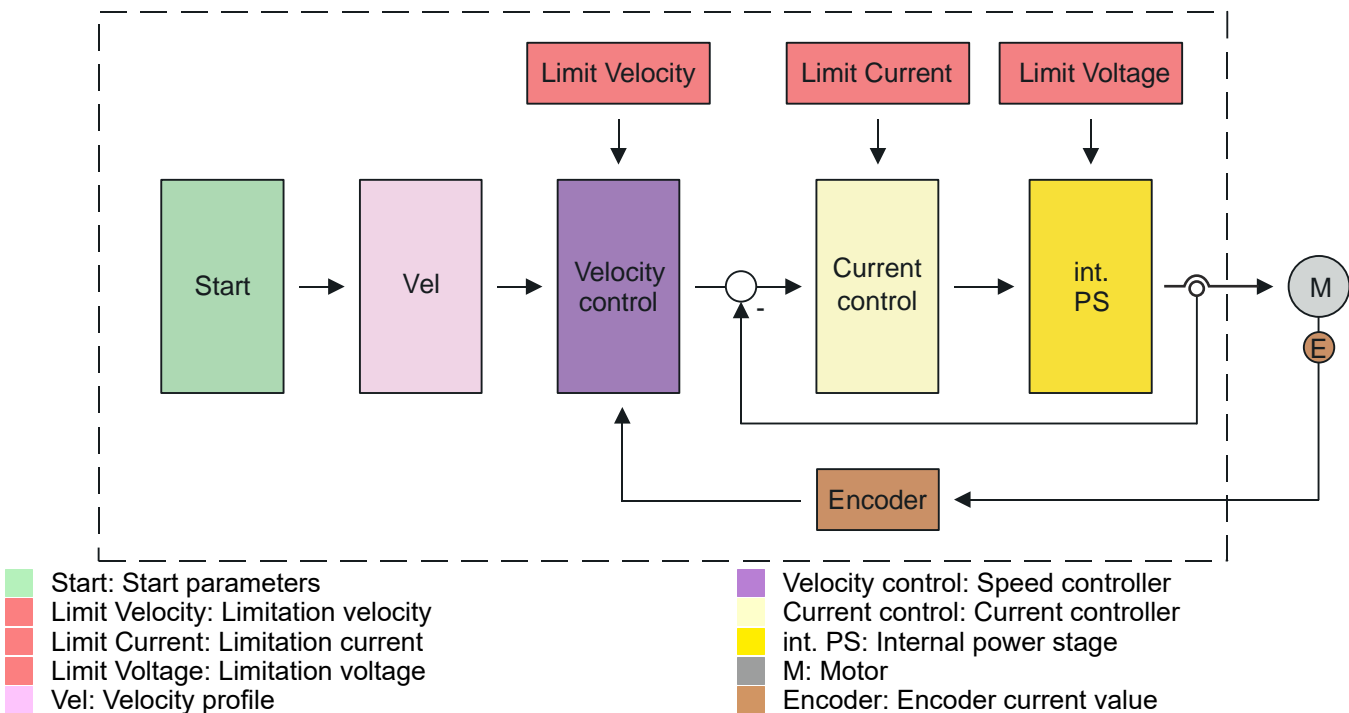 Limit Velocity
Limit Current
Limit Voltage
Start
Vel
Velocity
control
-
Current
control
int.
PS
M
E
Encoder
Start: Start parameters
Limit Velocity: Limitation velocity
Limit Current: Limitation current
Limit Voltage: Limitation voltage
Vel: Velocity profile
Velocity control: Speed controller
Current control: Current controller
int. PS: Internal power stage
M: Motor
Encoder: Encoder current value